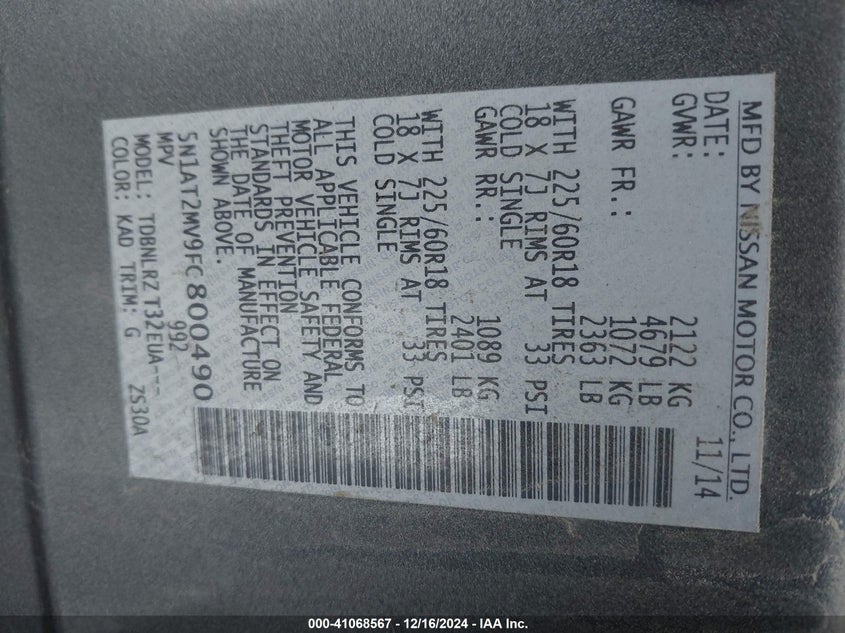 MFD BY NISSAN MOTOR CO., LTD.
DATE: 11/14
GVWR: 2122 KG
4679 LB
GAWR FR.: 1072 KG
2363 LB
WITH 225/60R18 TIRES
18 X 7J RIMS AT 33 PSI
COLD SINGLE
GAWR RR.: 1089 KG
2401 LB
WITH 225/60R18 TIRES
18 X 7J RIMS AT 33 PSI
COLD SINGLE
THIS VEHICLE CONFORMS TO
ALL APPLICABLE FEDERAL
MOTOR VEHICLE SAFETY AND
THEFT PREVENTION
STANDARDS IN EFFECT ON
THE DATE OF MANUFACTURE
SHOWN ABOVE.
5N1AT2MV9FC800490
MPV 992
MODEL: TDBNLRZ T32EUA---
COLOR: KAD TRIM: G ZS30A
000-41068567 - 12/16/2024 - IAA Inc.